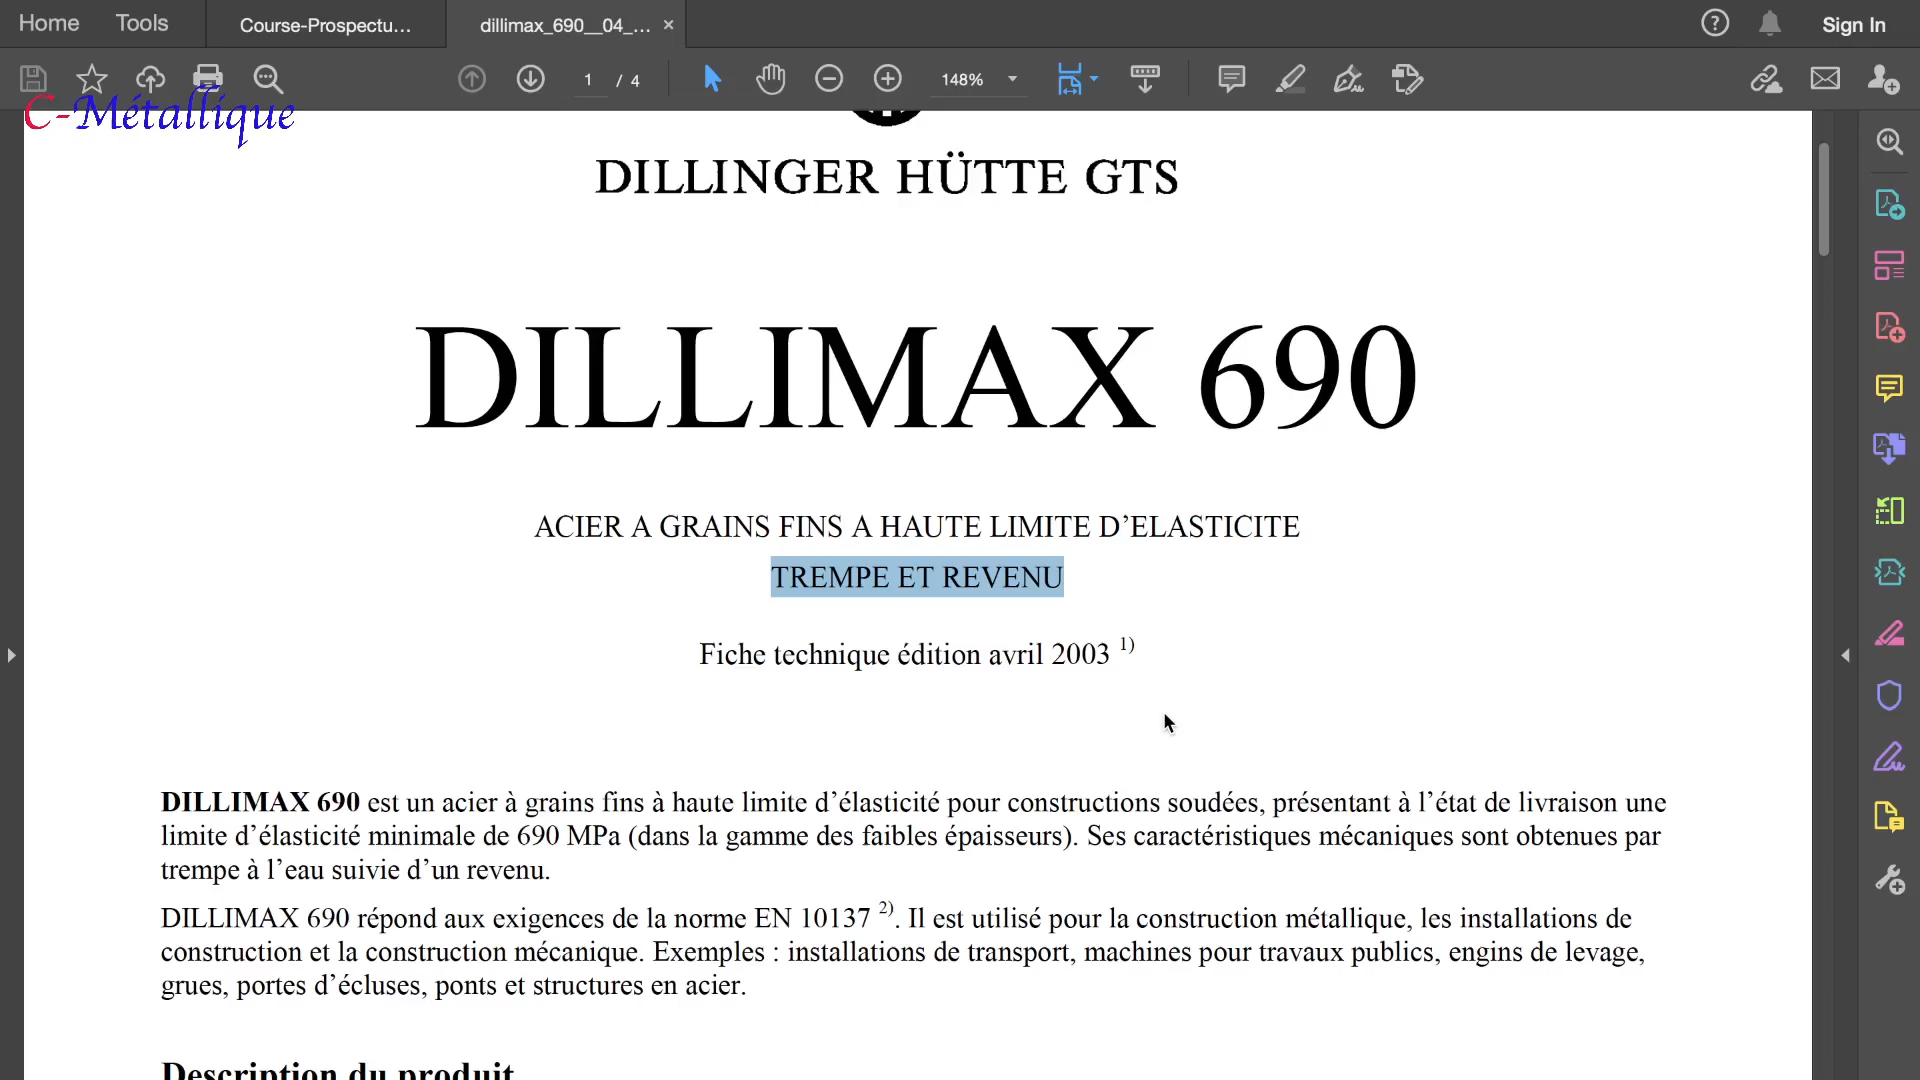 Home Tools Course-Prospectu... dillimax_690__04_... × Sign In
1 / 4 148%
C-Métallique
DILLINGER HÜTTE GTS
DILLIMAX 690
ACIER A GRAINS FINS A HAUTE LIMITE D’ELASTICITE
TREMPE ET REVENU
Fiche technique édition avril 2003 1)
DILLIMAX 690 est un acier à grains fins à haute limite d’élasticité pour constructions soudées, présentant à l’état de livraison une
limite d’élasticité minimale de 690 MPa (dans la gamme des faibles épaisseurs). Ses caractéristiques mécaniques sont obtenues par
trempe à l’eau suivie d’un revenu.
DILLIMAX 690 répond aux exigences de la norme EN 10137 2). Il est utilisé pour la construction métallique, les installations de
construction et la construction mécanique. Exemples : installations de transport, machines pour travaux publics, engins de levage,
grues, portes d’écluses, ponts et structures en acier.
Description du produit